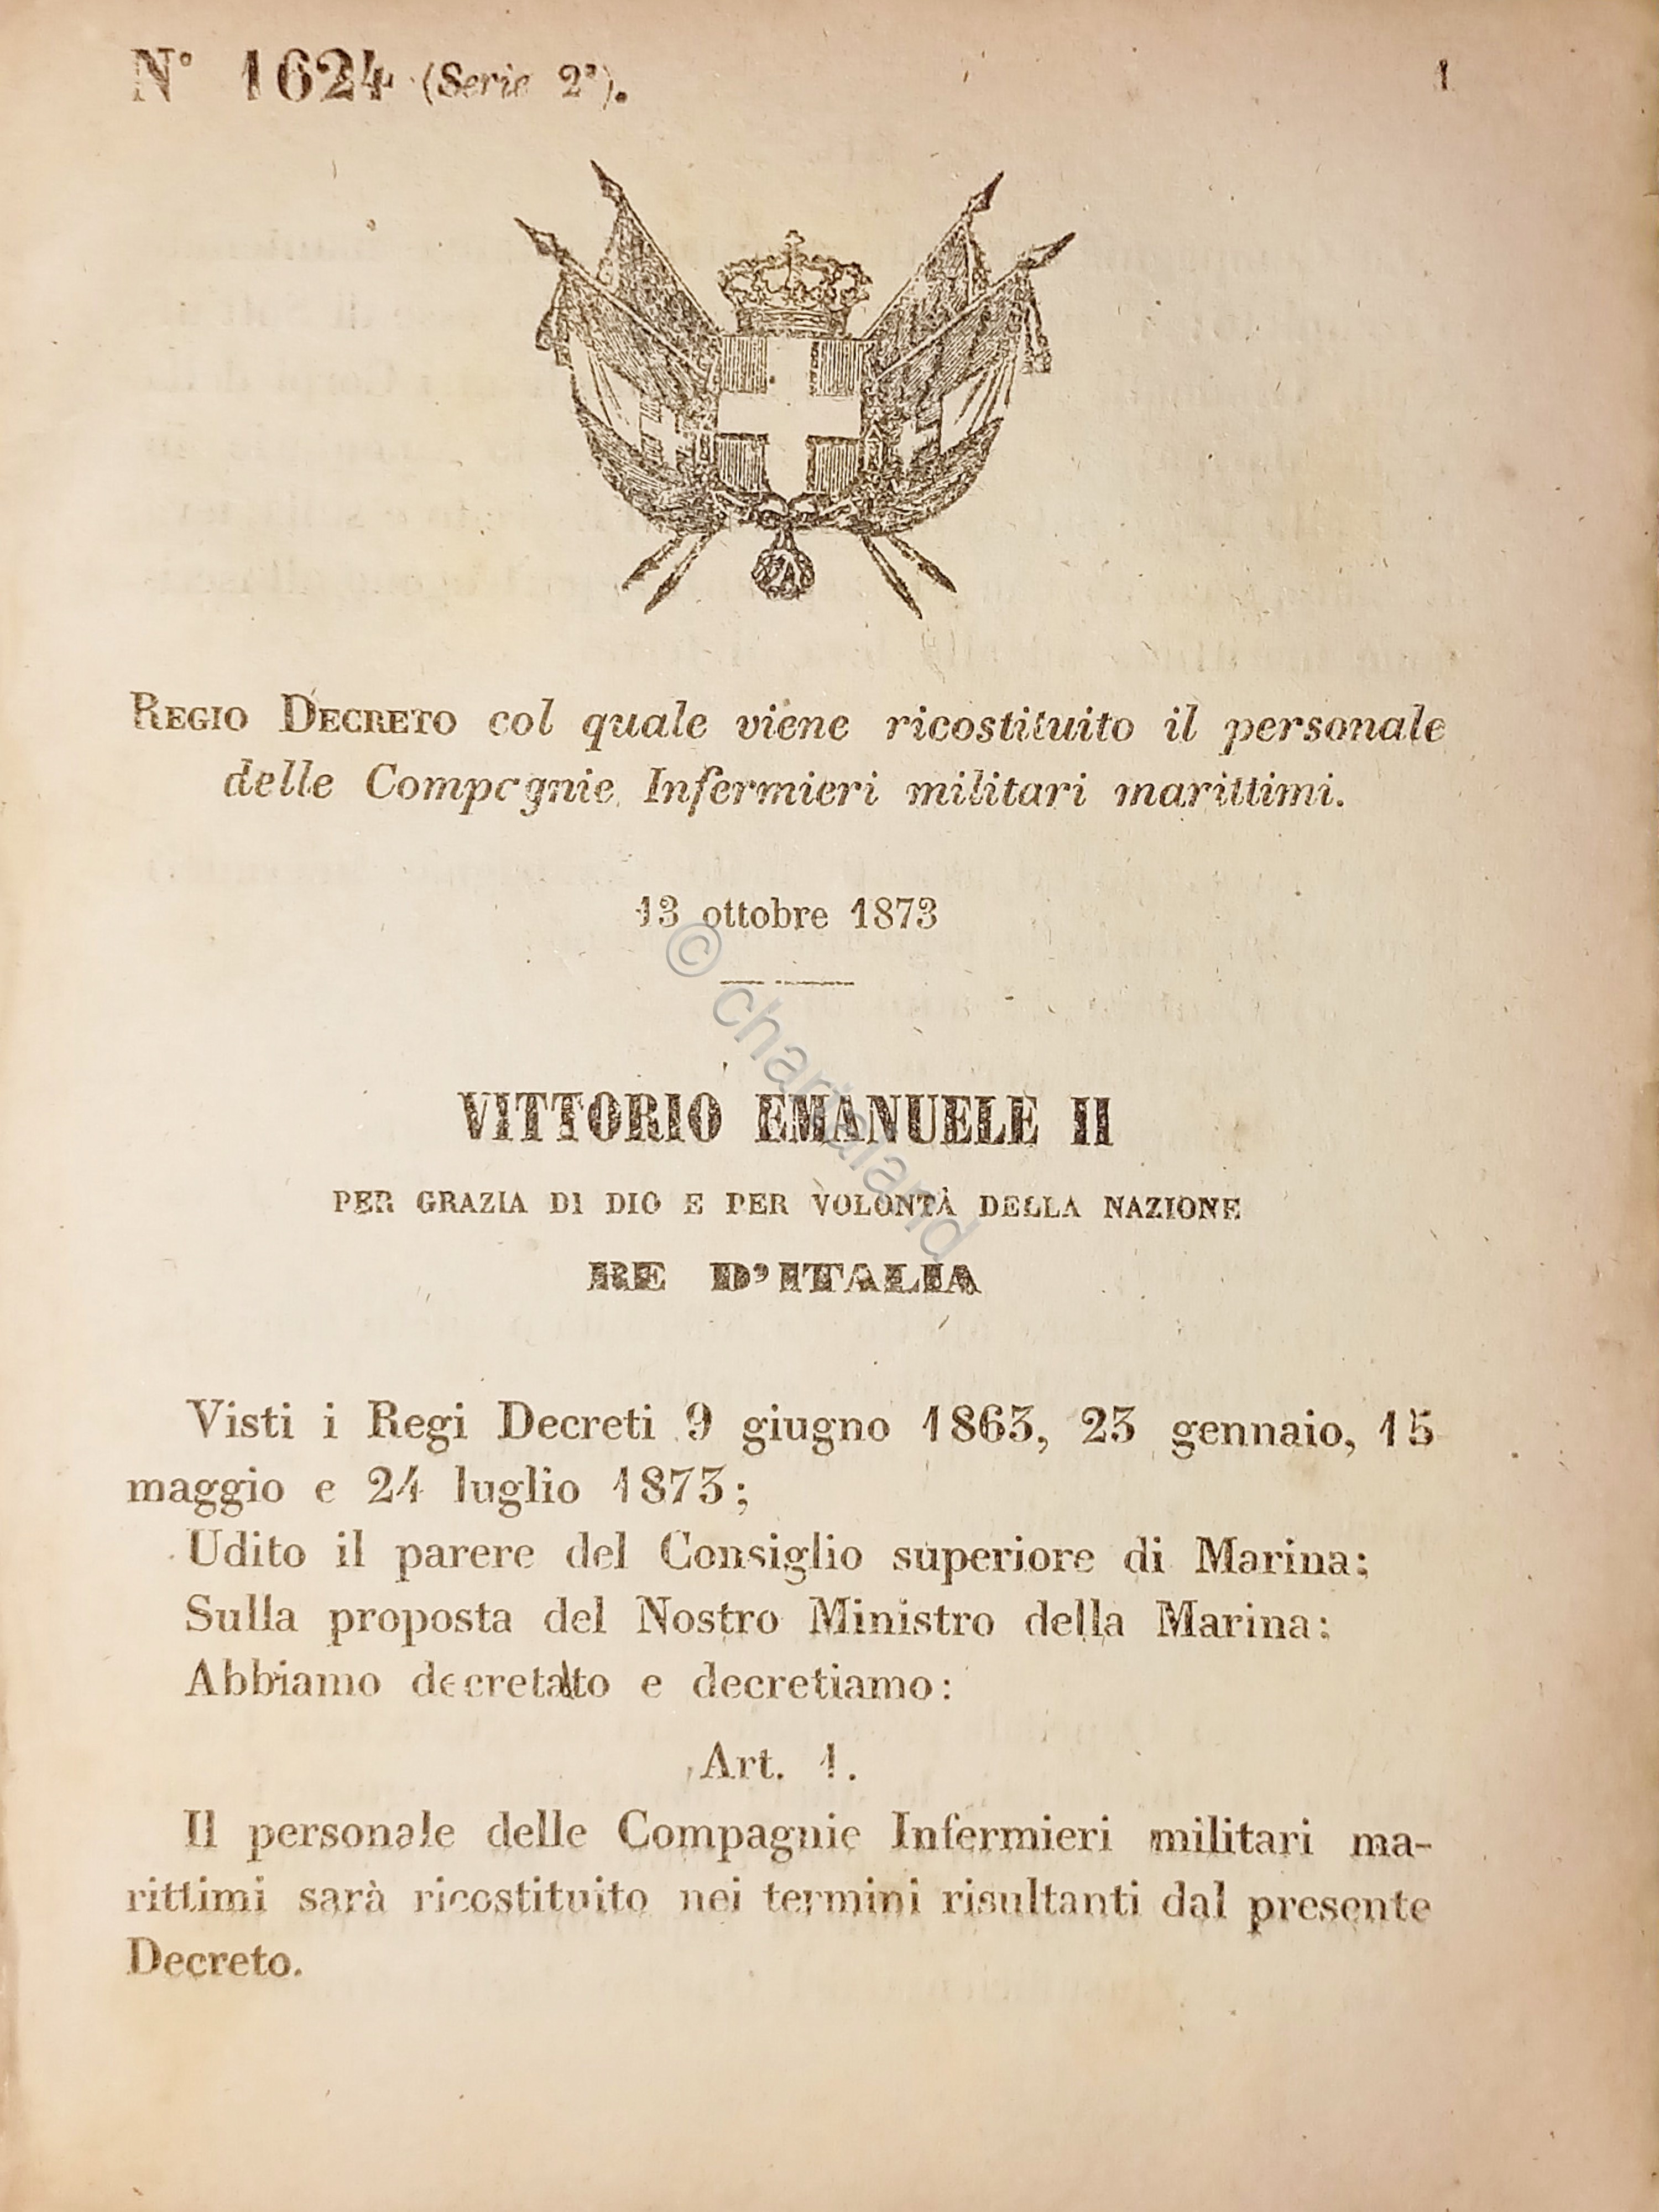 N° 1624 (Serie 2ª). 1
REGIO DECRETO col quale viene ricostituito il personale
delle Compagnie Infermieri militari marittimi.
13 ottobre 1873
© charialand
VITTORIO EMANUELE II
PER GRAZIA DI DIO E PER VOLONTÀ DELLA NAZIONE
RE D'ITALIA
Visti i Regi Decreti 9 giugno 1863, 23 gennaio, 15
maggio e 24 luglio 1873;
Udito il parere del Consiglio superiore di Marina;
Sulla proposta del Nostro Ministro della Marina;
Abbiamo decretato e decretiamo:
Art. 1.
Il personale delle Compagnie Infermieri militari ma-
rittimi sarà ricostituito nei termini risultanti dal presente
Decreto.